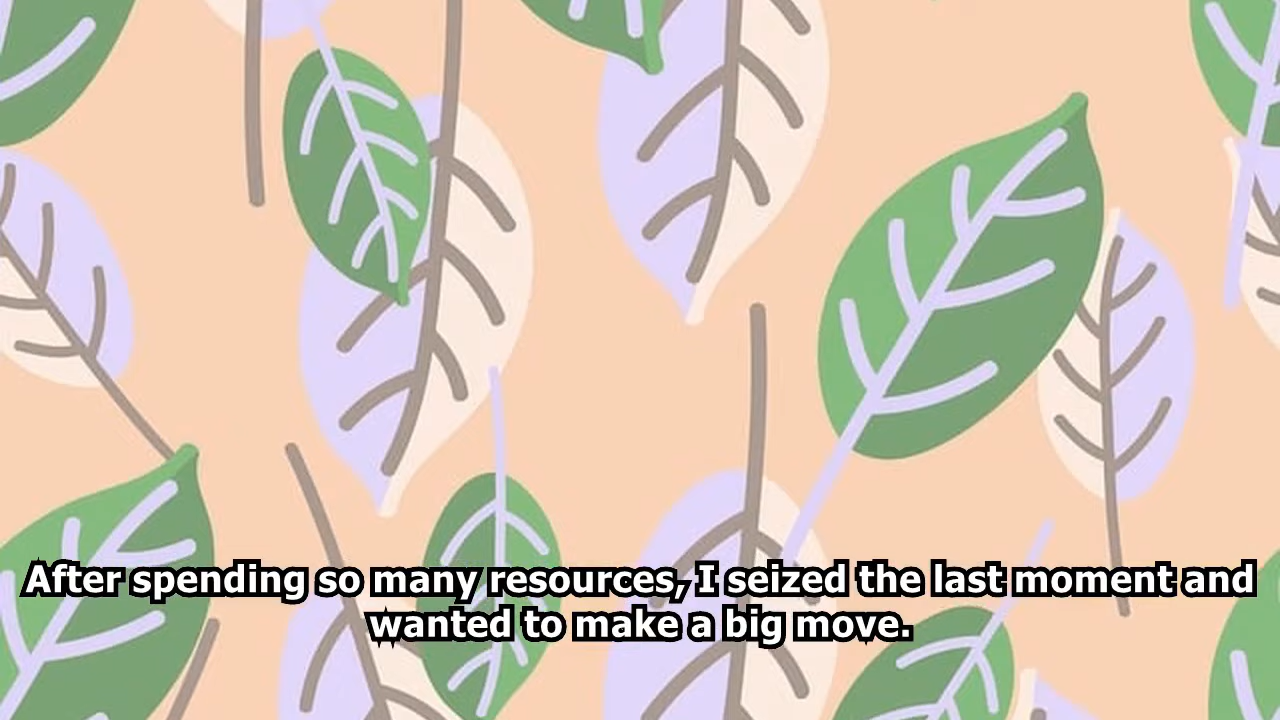 After spending so many resources, I seized the last moment and
wanted to make a big move.